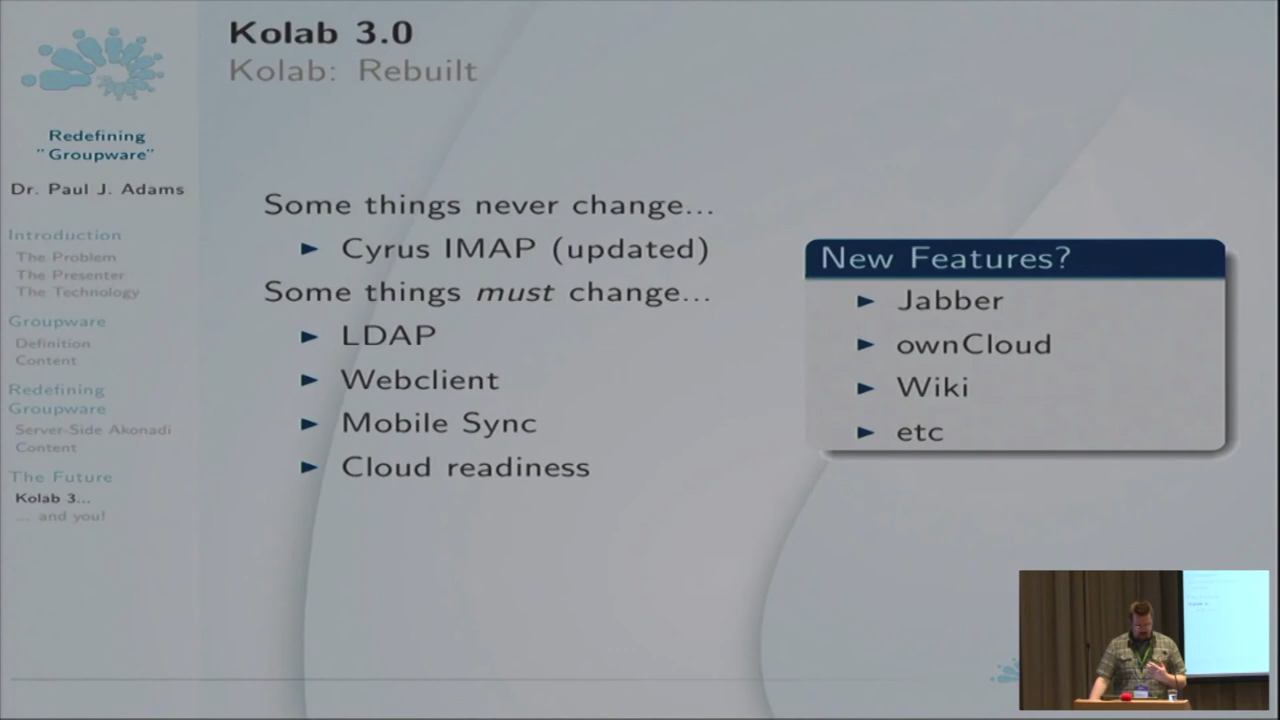 Kolab 3.0
Kolab: Rebuilt
Redefining
"Groupware"
Dr. Paul J. Adams
Introduction
The Problem
The Presenter
The Technology
Groupware
Definition
Content
Redefining
Groupware
Server-Side Akonadi
Content
The Future
Kolab 3...
... and you!
Some things never change...
► Cyrus IMAP (updated)
Some things must change...
► LDAP
► Webclient
► Mobile Sync
► Cloud readiness
New Features?
► Jabber
► ownCloud
► Wiki
► etc